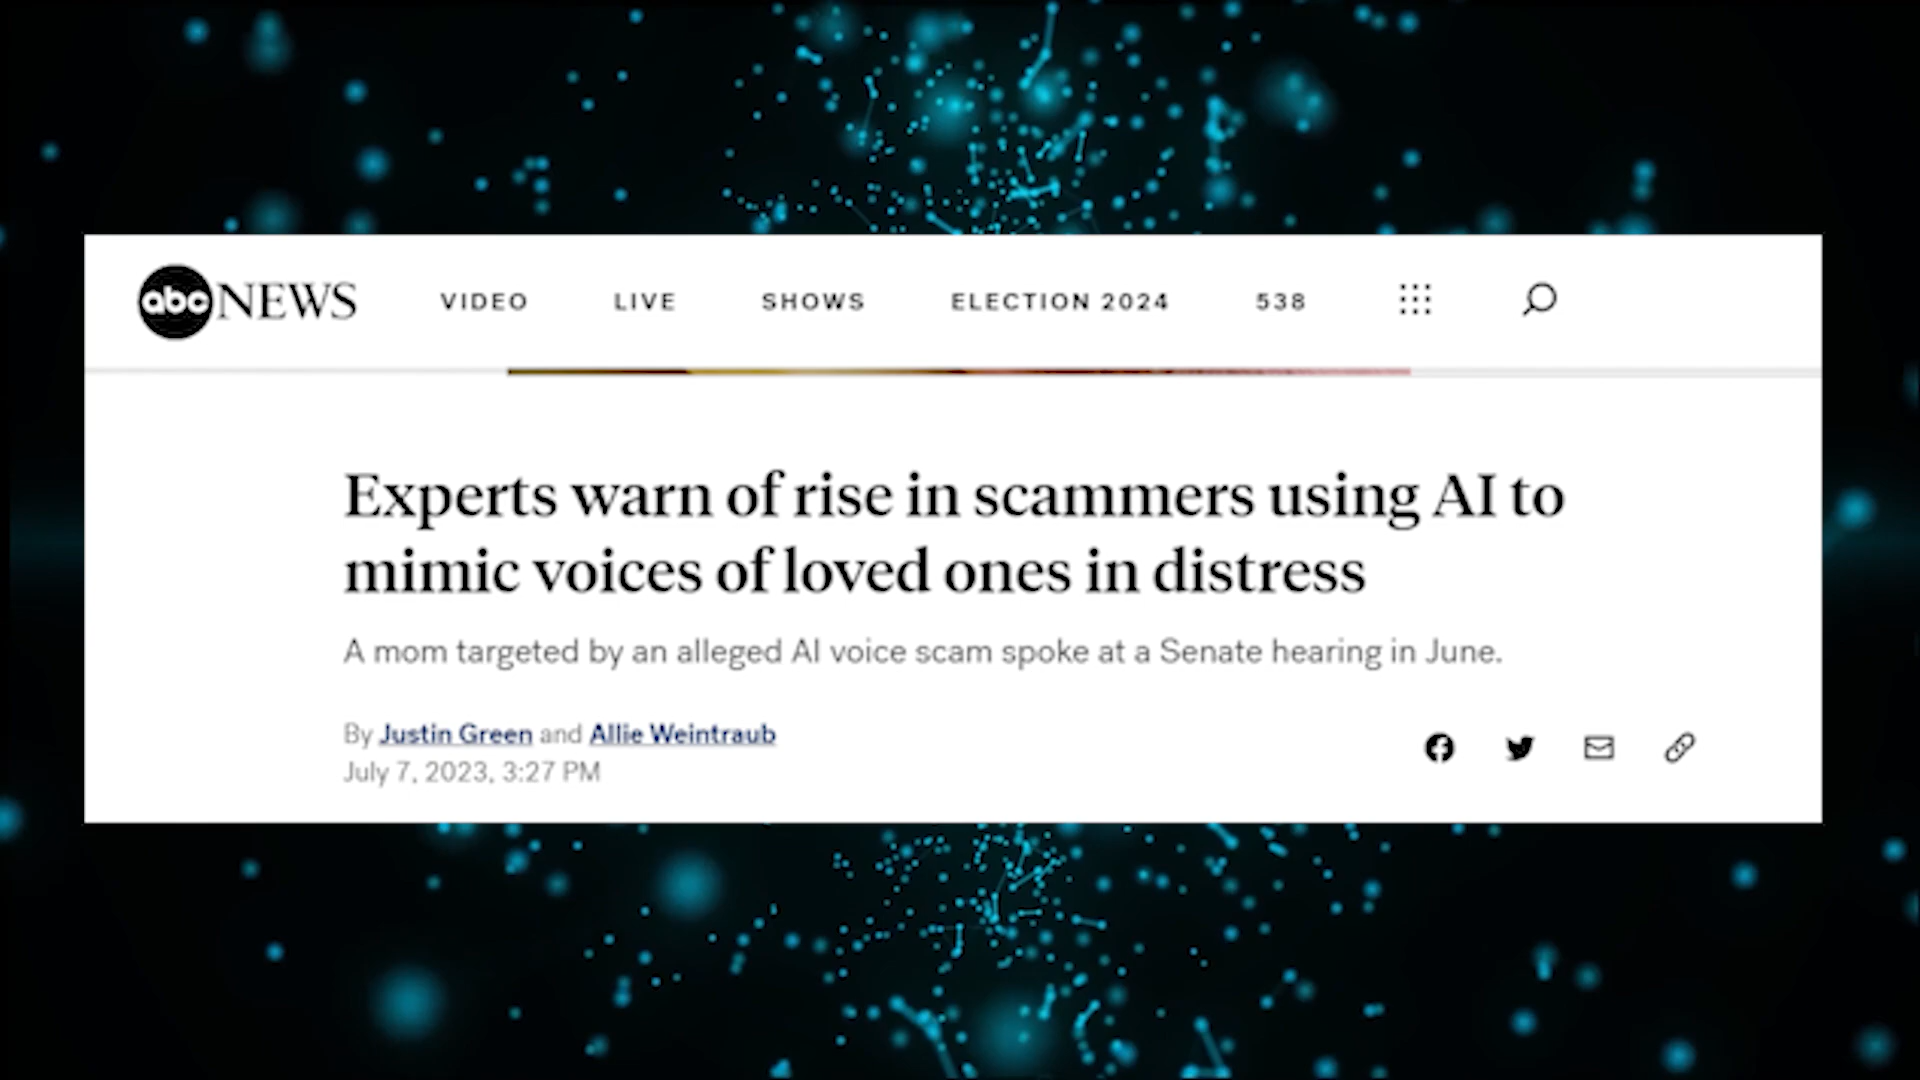 abc NEWS VIDEO LIVE SHOWS ELECTION 2024 538
Experts warn of rise in scammers using AI to
mimic voices of loved ones in distress
A mom targeted by an alleged AI voice scam spoke at a Senate hearing in June.
By Justin Green and Allie Weintraub
July 7, 2023, 3:27 PM